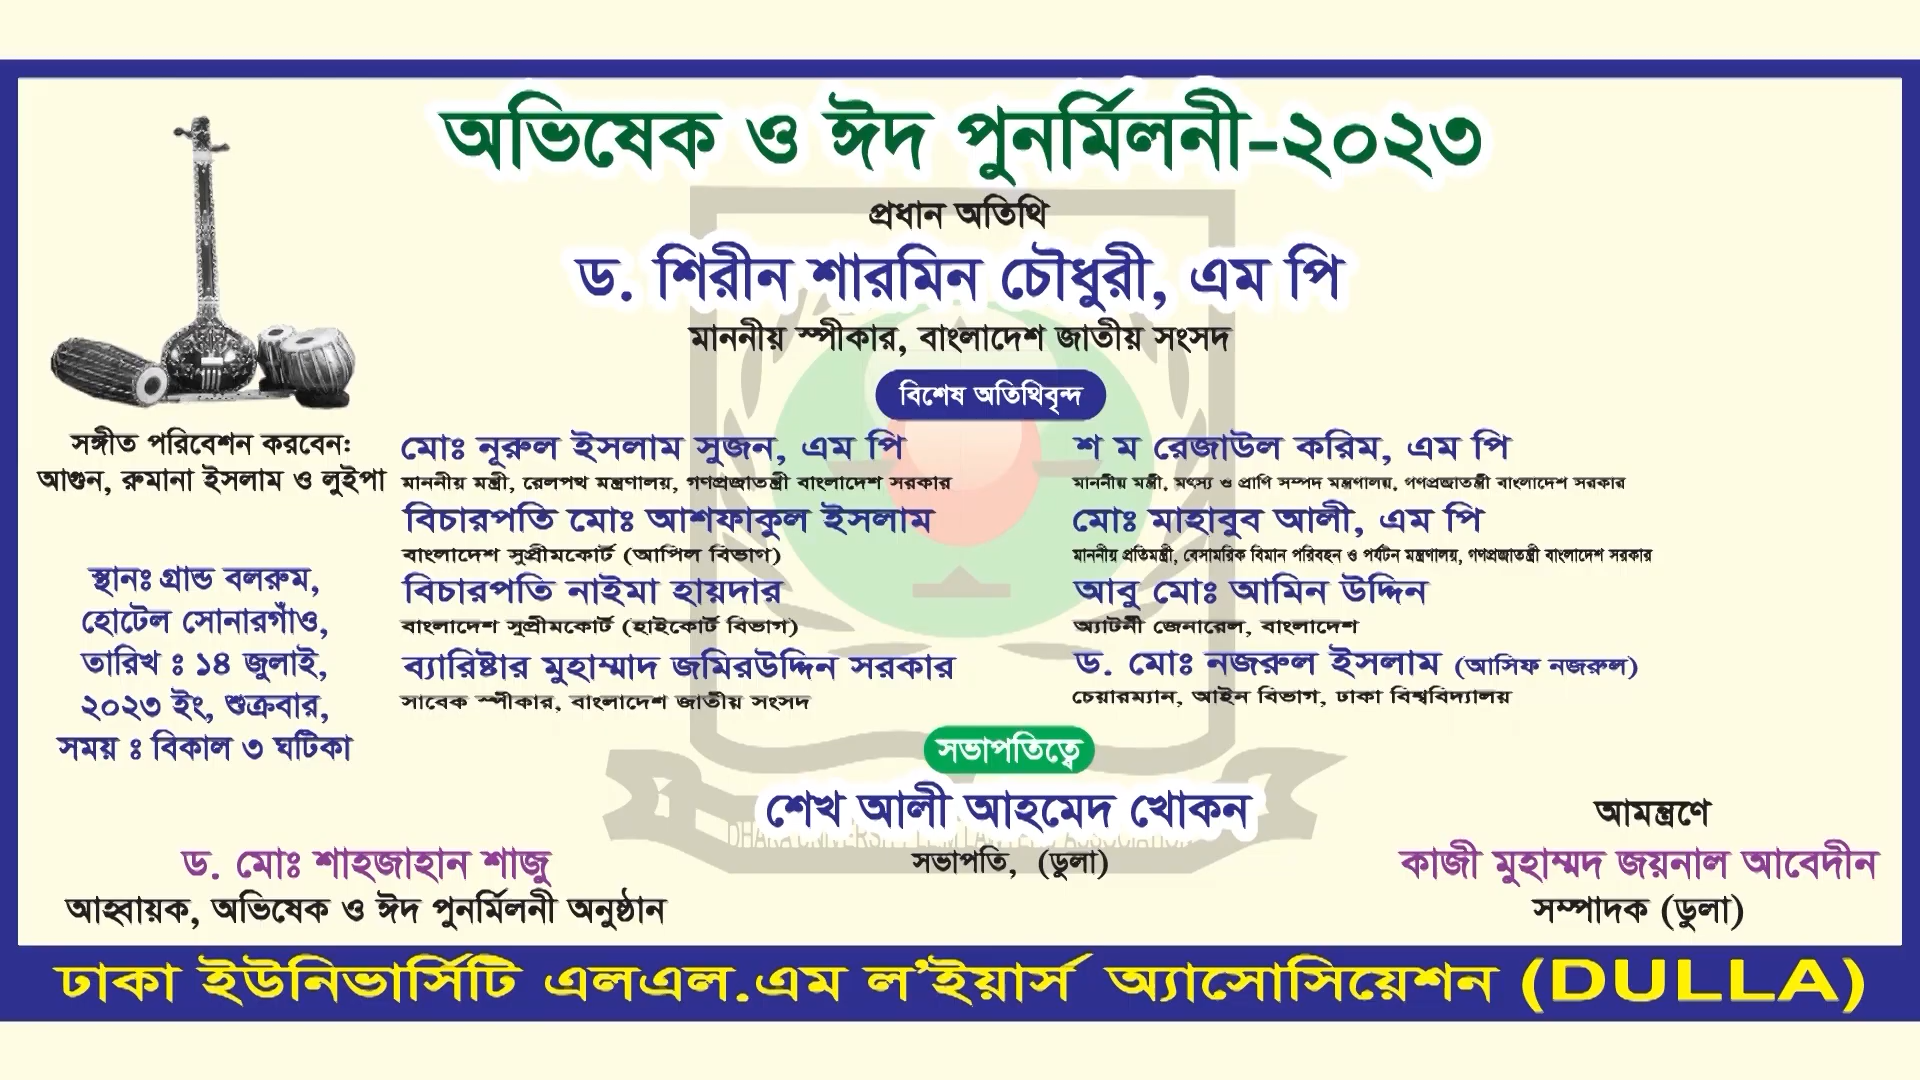 অভিষেক ও ঈদ পুনর্মিলনী-২০২৩
প্রধান অতিথি
ড. শিরীন শারমিন চৌধুরী, এম পি
মাননীয় স্পীকার, বাংলাদেশ জাতীয় সংসদ
বিশেষ অতিথিবৃন্দ
সঙ্গীত পরিবেশন করবেন:
আগুন, রুমানা ইসলাম ও লুইপা
স্থানঃ গ্রান্ড বলরুম,
হোটেল সোনারগাঁও,
তারিখ ঃ ১৪ জুলাই,
২০২৩ ইং, শুক্রবার,
সময় ঃ বিকাল ৩ ঘটিকা
মোঃ নূরুল ইসলাম সুজন, এম পি
মাননীয় মন্ত্রী, রেলপথ মন্ত্রণালয়, গণপ্রজাতন্ত্রী বাংলাদেশ সরকার
বিচারপতি মোঃ আশফাকুল ইসলাম
বাংলাদেশ সুপ্রীমকোর্ট (আপিল বিভাগ)
বিচারপতি নাইমা হায়দার
বাংলাদেশ সুপ্রীমকোর্ট (হাইকোর্ট বিভাগ)
ব্যারিষ্টার মুহাম্মাদ জমিরউদ্দিন সরকার
সাবেক স্পীকার, বাংলাদেশ জাতীয় সংসদ
শ ম রেজাউল করিম, এম পি
মাননীয় মন্ত্রী, মৎস্য ও প্রাণি সম্পদ মন্ত্রণালয়, গণপ্রজাতন্ত্রী বাংলাদেশ সরকার
মোঃ মাহাবুব আলী, এম পি
মাননীয় প্রতিমন্ত্রী, বেসামরিক বিমান পরিবহন ও পর্যটন মন্ত্রণালয়, গণপ্রজাতন্ত্রী বাংলাদেশ সরকার
আবু মোঃ আমিন উদ্দিন
অ্যাটর্নী জেনারেল, বাংলাদেশ
ড. মোঃ নজরুল ইসলাম (আসিফ নজরুল)
চেয়ারম্যান, আইন বিভাগ, ঢাকা বিশ্ববিদ্যালয়
সভাপতিত্বে
শেখ আলী আহমেদ খোকন
সভাপতি, (ডুলা)
ড. মোঃ শাহজাহান শাজু
আহ্বায়ক, অভিষেক ও ঈদ পুনর্মিলনী অনুষ্ঠান
আমন্ত্রণে
কাজী মুহাম্মদ জয়নাল আবেদীন
সম্পাদক (ডুলা)
ঢাকা ইউনিভার্সিটি এলএল.এম ল'ইয়ার্স অ্যাসোসিয়েশন (DULLA)